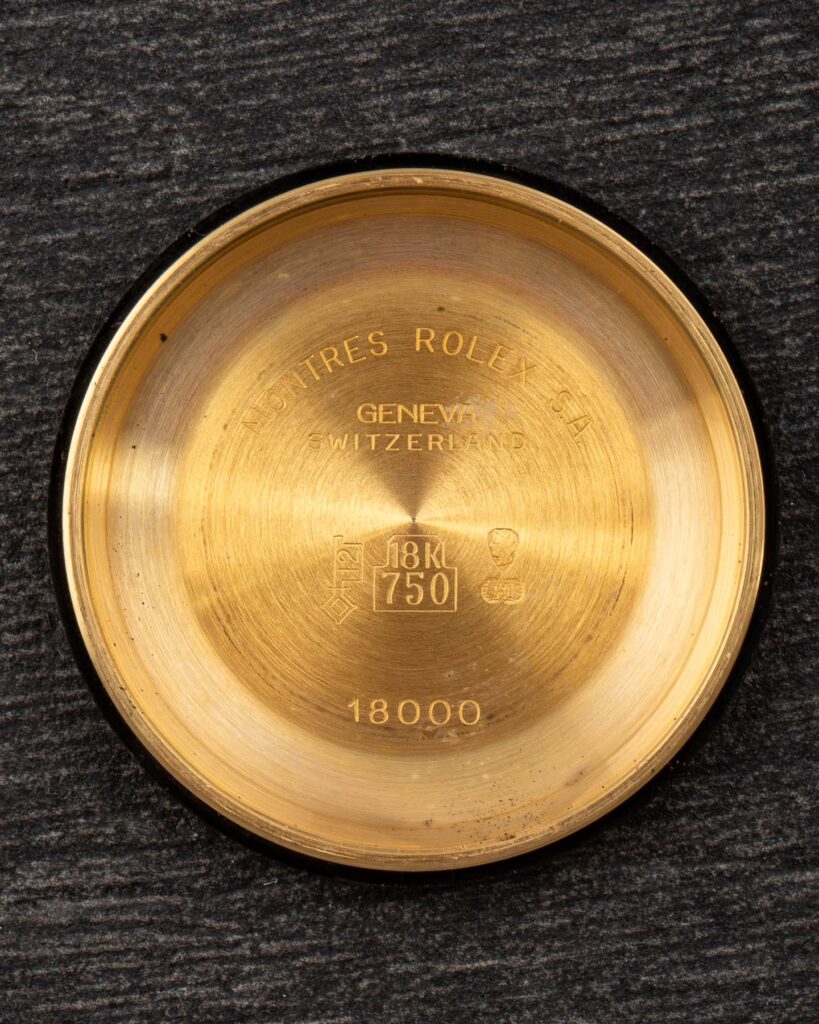 MONTRES ROLEX S.A.
GENEVA
SWITZERLAND
18K
750
18000